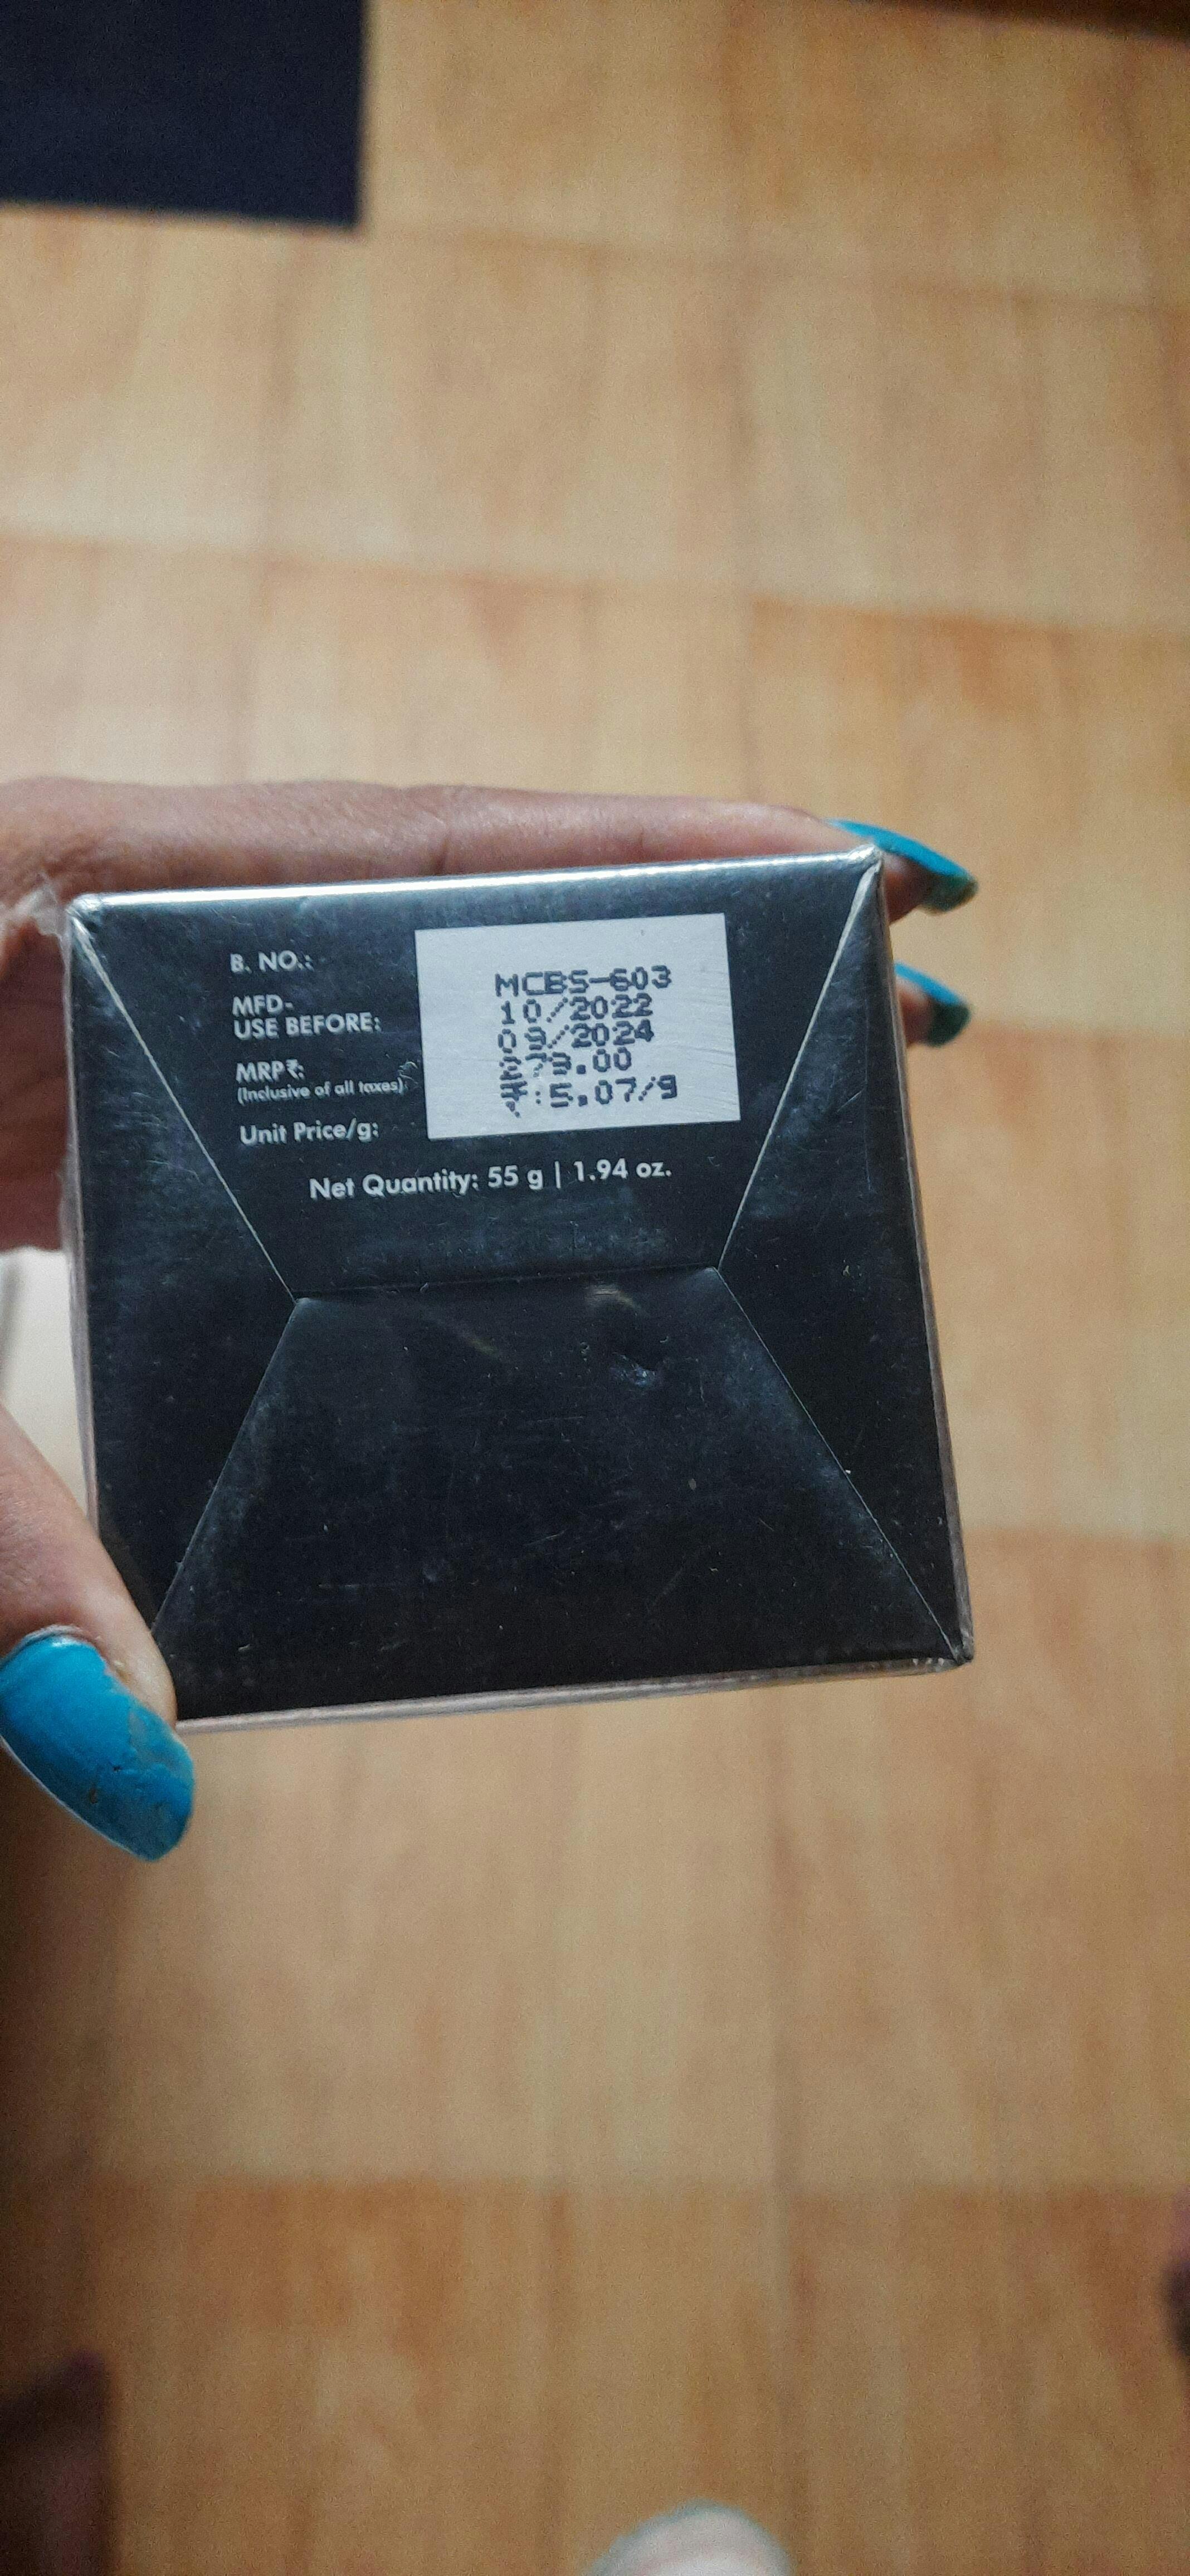 B. NO.: MCBS-603
MFD- 10/2022
USE BEFORE: 09/2024
MRP₹: 279.00
(Inclusive of all taxes)
Unit Price/g: ₹:5.07/g
Net Quantity: 55 g | 1.94 oz.